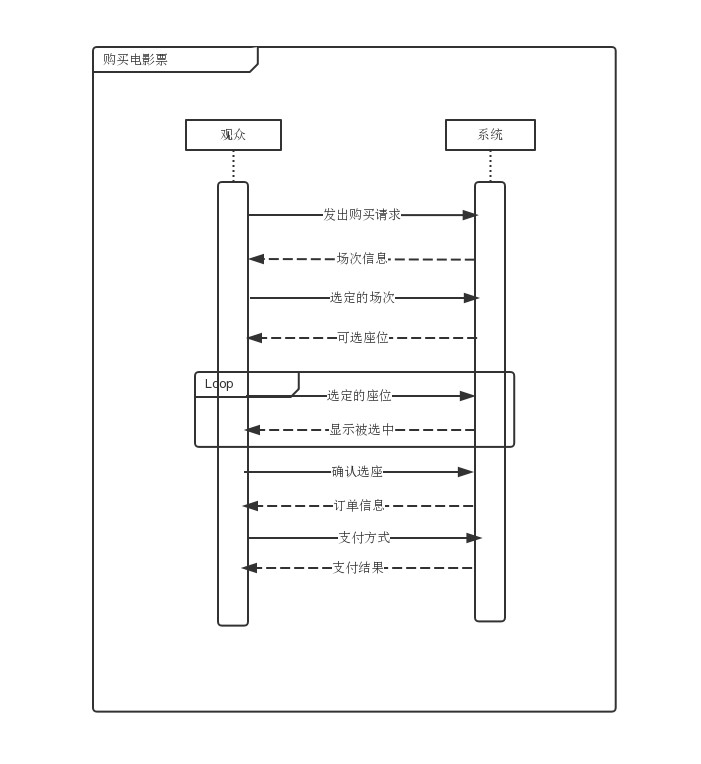 购买电影票
观众
系统
发出购买请求
场次信息
选定的场次
可选座位
Loop
选定的座位
显示被选中
确认选座
订单信息
支付方式
支付结果